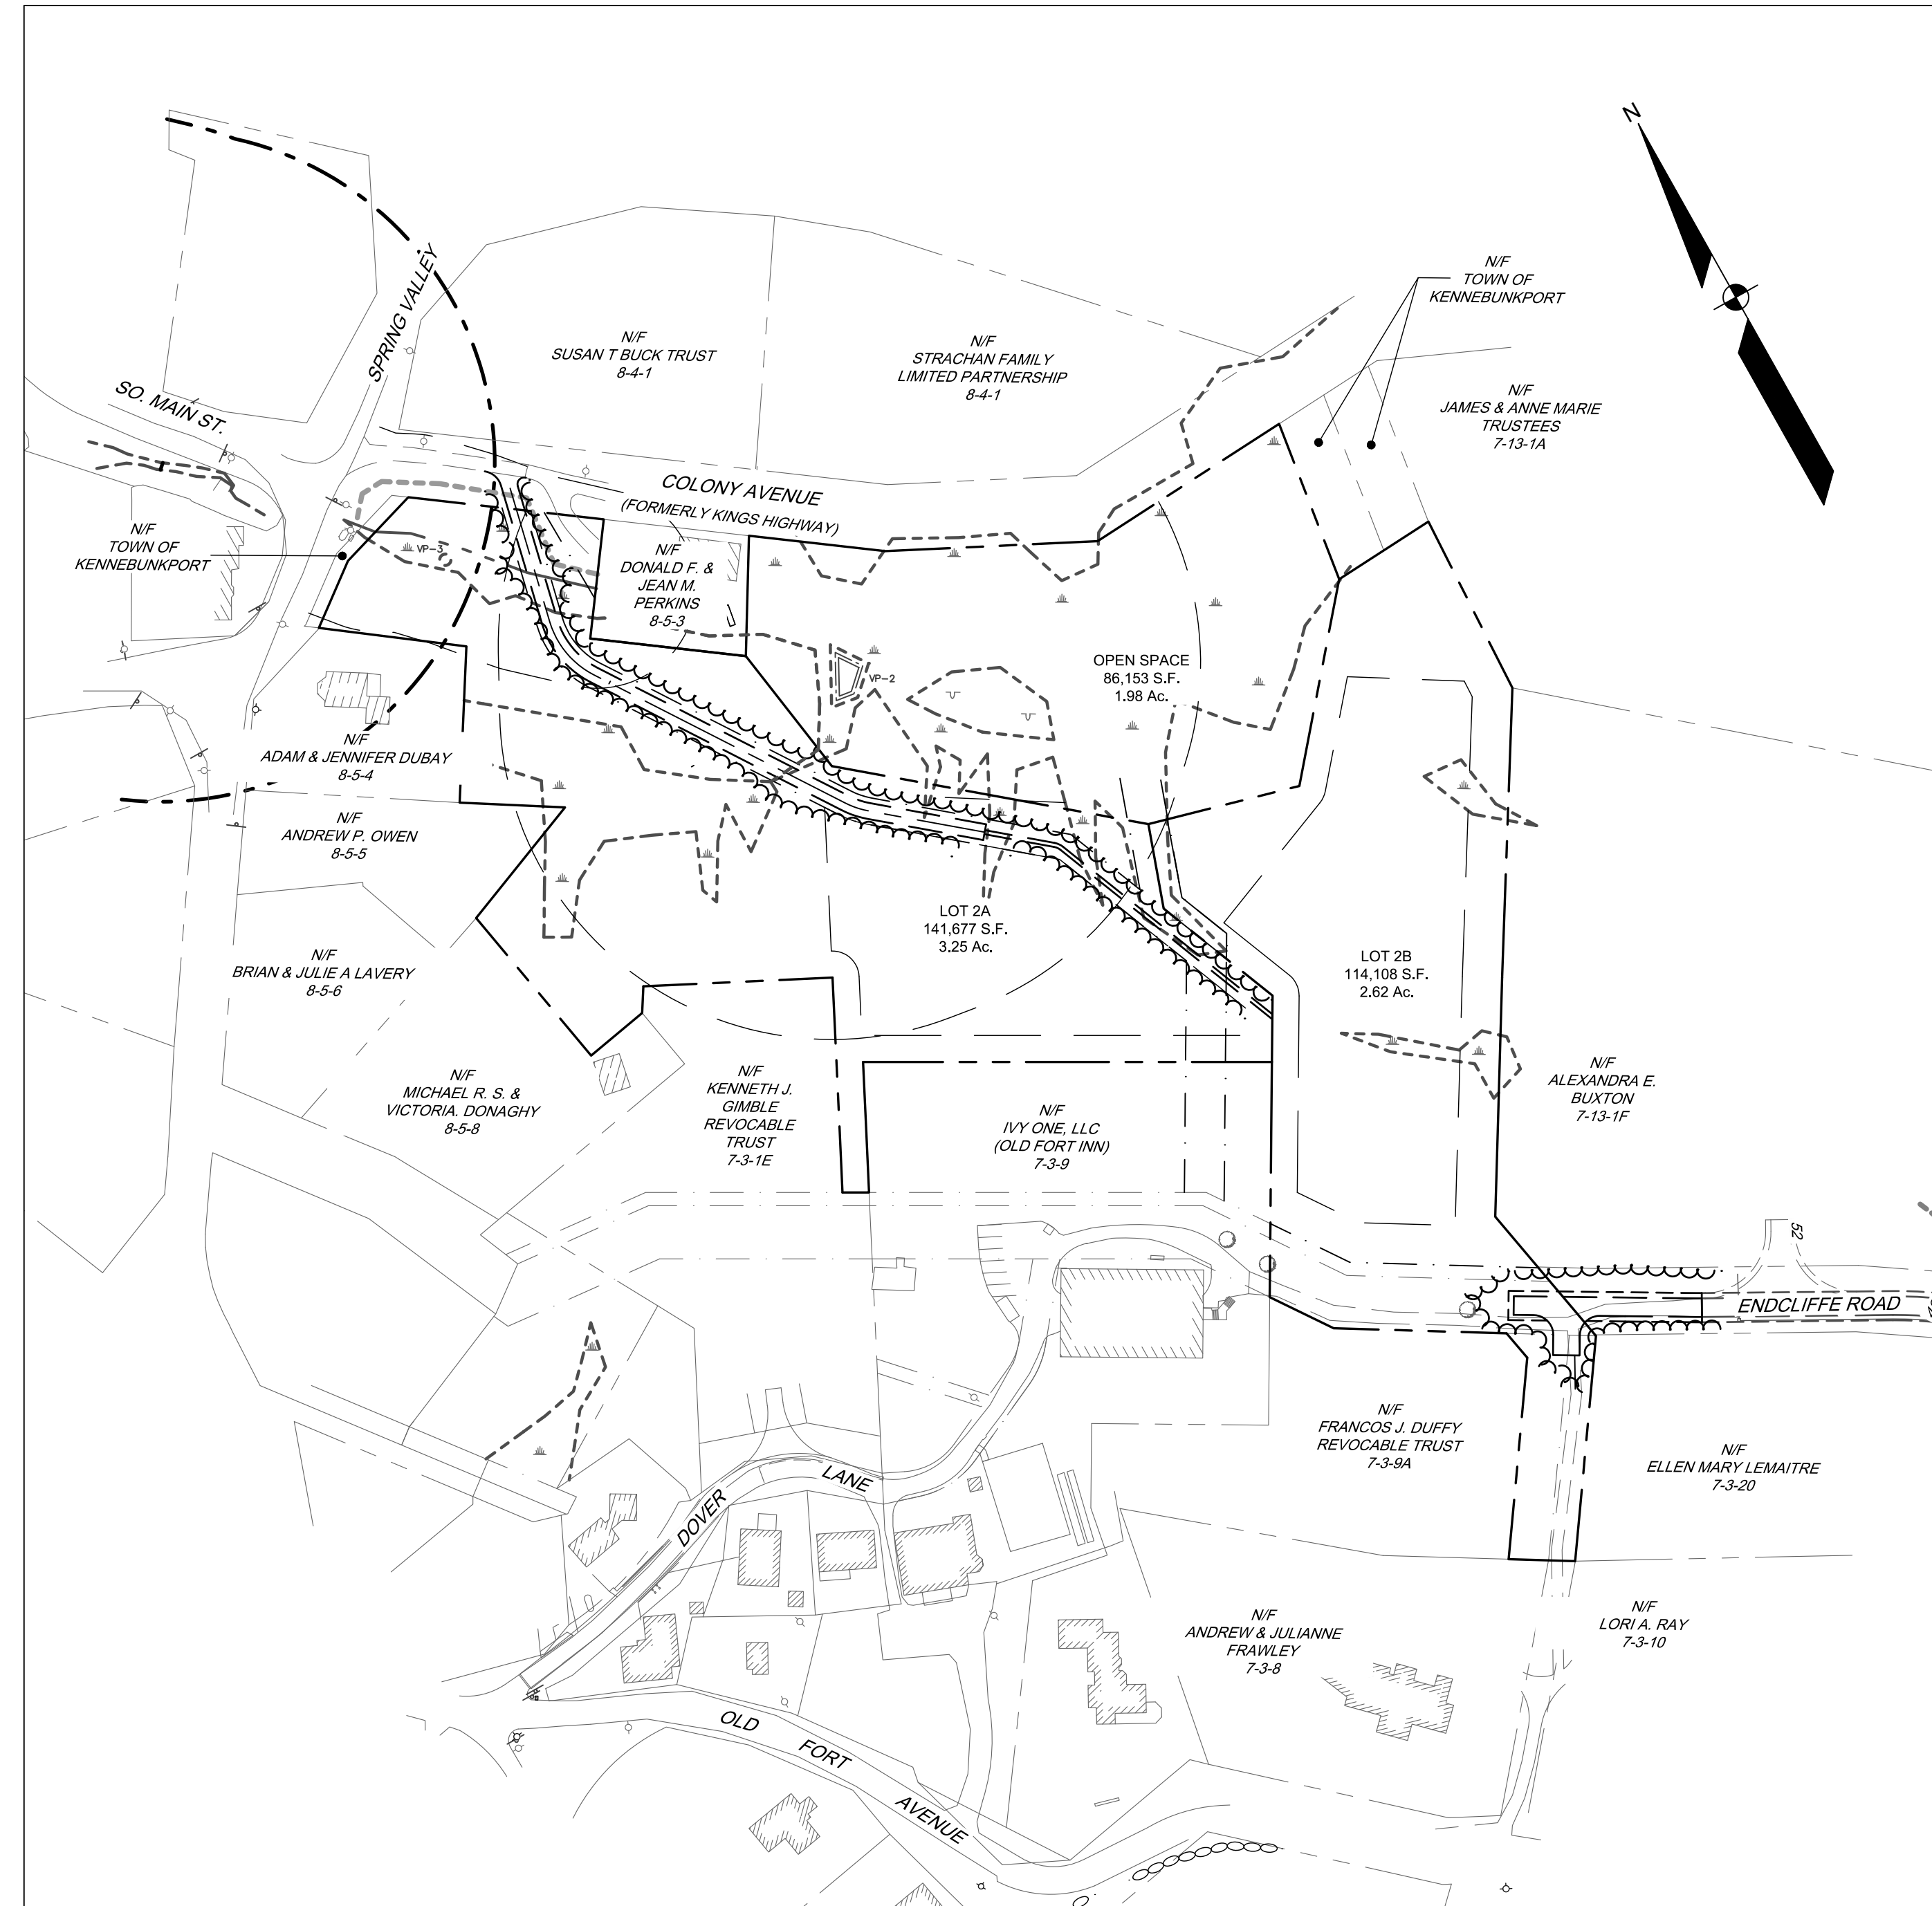 N
N/F
TOWN OF
KENNEBUNKPORT
SPRING VALLEY
N/F
SUSAN T BUCK TRUST
8-4-1
N/F
STRACHAN FAMILY
LIMITED PARTNERSHIP
8-4-1
N/F
JAMES & ANNE MARIE
TRUSTEES
7-13-1A
SO. MAIN ST.
COLONY AVENUE
(FORMERLY KINGS HIGHWAY)
N/F
TOWN OF
KENNEBUNKPORT
VP-3
N/F
DONALD F. &
JEAN M.
PERKINS
8-5-3
VP-2
OPEN SPACE
86,153 S.F.
1.98 Ac.
N/F
ADAM & JENNIFER DUBAY
8-5-4
N/F
ANDREW P. OWEN
8-5-5
LOT 2A
141,677 S.F.
3.25 Ac.
N/F
BRIAN & JULIE A LAVERY
8-5-6
LOT 2B
114,108 S.F.
2.62 Ac.
N/F
MICHAEL R. S. &
VICTORIA. DONAGHY
8-5-8
N/F
KENNETH J.
GIMBLE
REVOCABLE
TRUST
7-3-1E
N/F
IVY ONE, LLC
(OLD FORT INN)
7-3-9
N/F
ALEXANDRA E.
BUXTON
7-13-1F
52
ENDCLIFFE ROAD
N/F
FRANCOS J. DUFFY
REVOCABLE TRUST
7-3-9A
N/F
ELLEN MARY LEMAITRE
7-3-20
DOVER
LANE
N/F
ANDREW & JULIANNE
FRAWLEY
7-3-8
N/F
LORI A. RAY
7-3-10
OLD
FORT
AVENUE